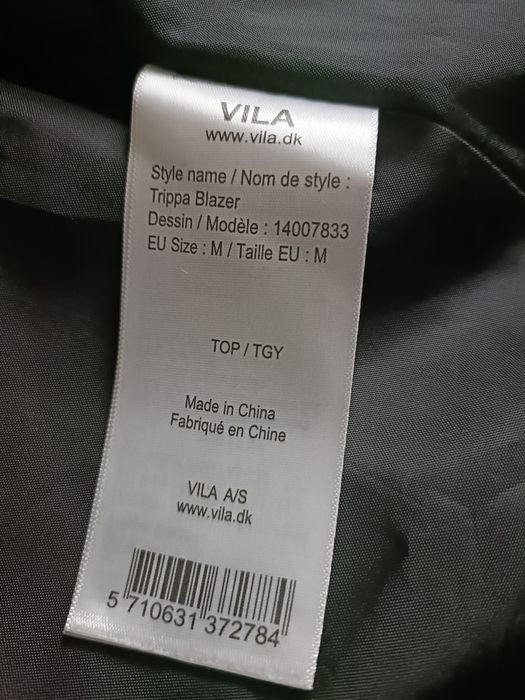 VILA
www.vila.dk
Style name / Nom de style :
Trippa Blazer
Dessin / Modèle : 14007833
EU Size : M / Taille EU : M
TOP / TGY
Made in China
Fabriqué en Chine
VILA A/S
www.vila.dk
5 710631 372784